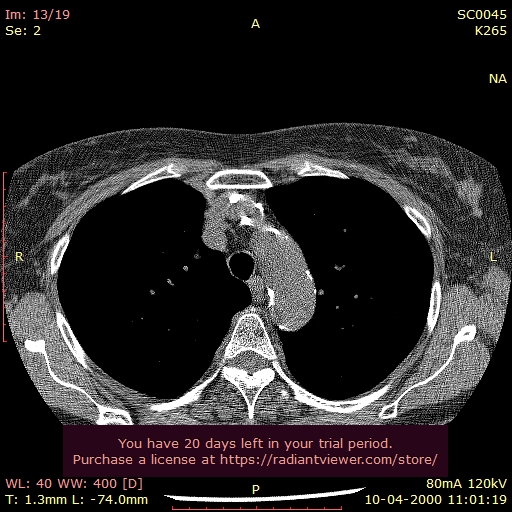 Im: 13/19
Se: 2
A
SC0045
K265
NA
R
L
You have 20 days left in your trial period.
Purchase a license at https://radiantviewer.com/store/
WL: 40 WW: 400 [D]
T: 1.3mm L: -74.0mm
P
80mA 120kV
10-04-2000 11:01:19